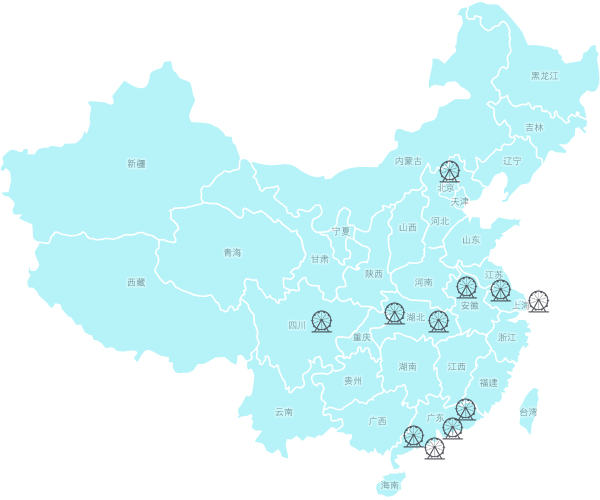 黑龙江
吉林
辽宁
内蒙古
新疆
北京
天津
河北
山西
山东
宁夏
青海
甘肃
陕西
河南
江苏
西藏
安徽
上海
湖北
四川
重庆
浙江
湖南
江西
贵州
福建
云南
广西
广东
台湾
海南